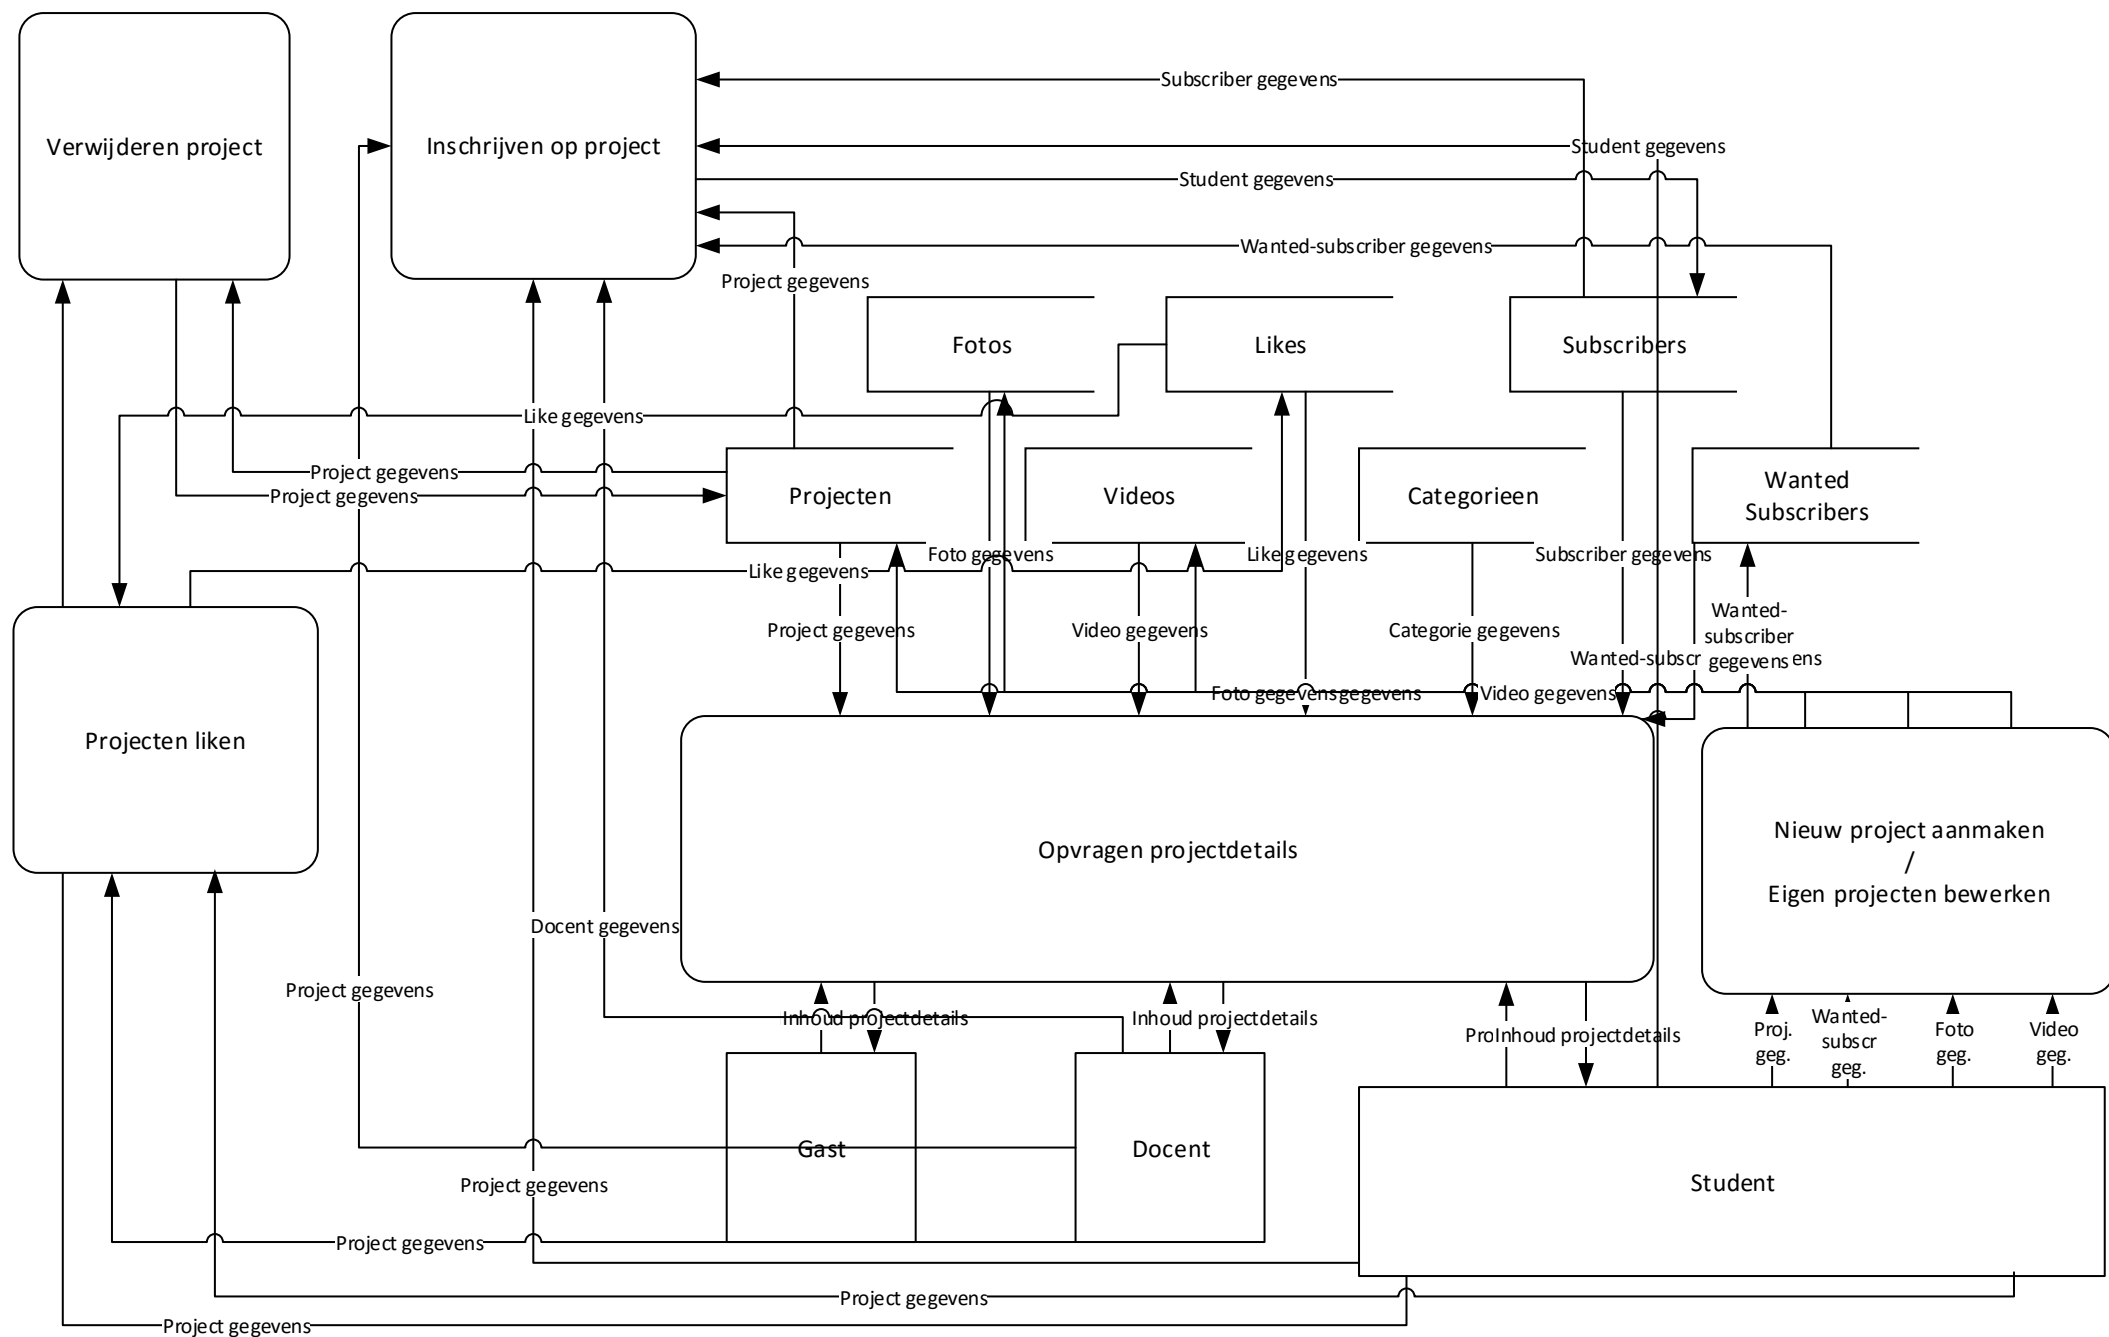 Subscriber gegevens
Verwijderen project
Inschrijven op project
Student gegevens
Student gegevens
Wanted-subscriber gegevens
Project gegevens
Fotos
Likes
Subscribers
Like gegevens
Project gegevens
Project gegevens
Projecten
Videos
Categorieen
Wanted
Subscribers
Foto gegevens
Like gegevens
Subscriber gegevens
Like gegevens
Project gegevens
Video gegevens
Categorie gegevens
Wanted-
subscriber
gegevens
Wanted-subscr
ens
Foto gegevens
gegevens
Video gegevens
Projecten liken
Opvragen projectdetails
Nieuw project aanmaken
/
Eigen projecten bewerken
Docent gegevens
Project gegevens
Inhoud projectdetails
Inhoud projectdetails
Pro
Inhoud projectdetails
Proj.
geg.
Wanted-
subscr
geg.
Foto
geg.
Video
geg.
Gast
Docent
Student
Project gegevens
Project gegevens
Project gegevens
Project gegevens